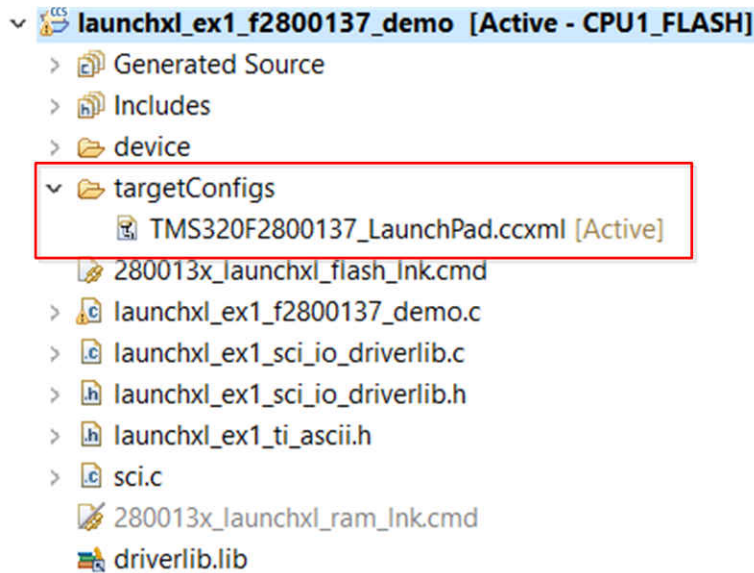 launchxl_ex1_f2800137_demo [Active - CPU1_FLASH]
Generated Source
Includes
device
targetConfigs
TMS320F2800137_LaunchPad.ccxml [Active]
280013x_launchxl_flash_lnk.cmd
launchxl_ex1_f2800137_demo.c
launchxl_ex1_sci_io_driverlib.c
launchxl_ex1_sci_io_driverlib.h
launchxl_ex1_ti_ascii.h
sci.c
280013x_launchxl_ram_lnk.cmd
driverlib.lib